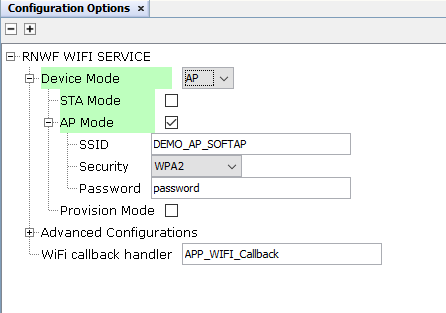 Configuration Options ×
RNWF WIFI SERVICE
Device Mode AP
STA Mode
AP Mode
SSID DEMO_AP_SOFTAP
Security WPA2
Password password
Provision Mode
Advanced Configurations
WiFi callback handler APP_WIFI_Callback